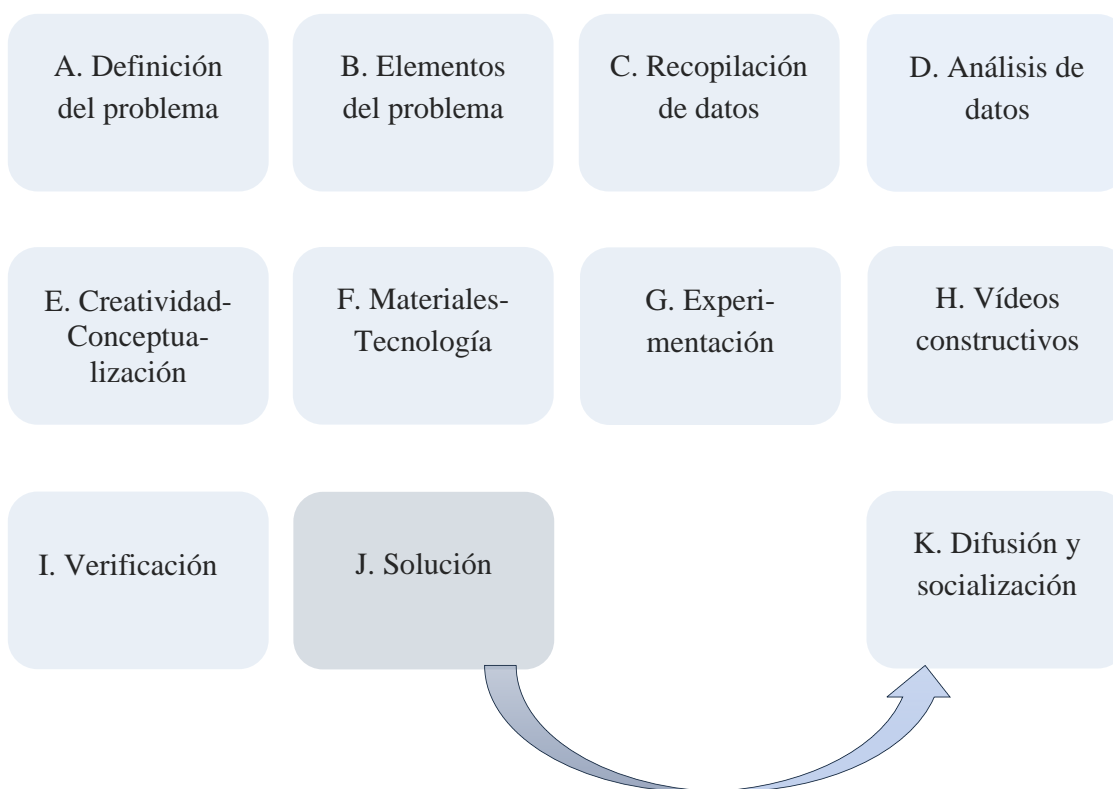 A. Definición
del problema
B. Elementos
del problema
C. Recopilación
de datos
D. Análisis de
datos
E. Creatividad-
Conceptua-
lización
F. Materiales-
Tecnología
G. Experi-
mentación
H. Vídeos
constructivos
I. Verificación
J. Solución
K. Difusión y
socialización